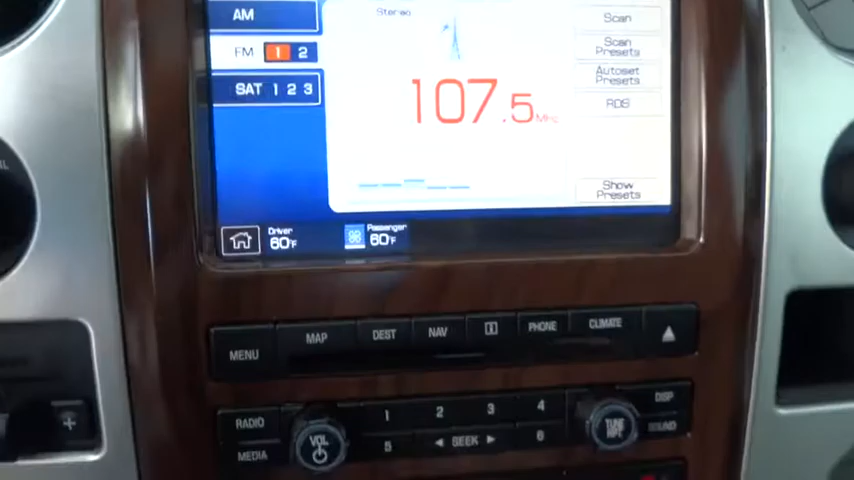 AM
Stereo
Scan
FM 1 2
Scan
Presets
SAT 1 2 3
107.5 MHz
Autoset
Presets
RDS
Show
Presets
Driver
60°F
Passenger
60°F
MENU
MAP
DEST
NAV
i
PHONE
CLIMATE
RADIO
1
2
3
4
DISP
VOL
TUNE
MEDIA
5
SEEK
6
SOUND